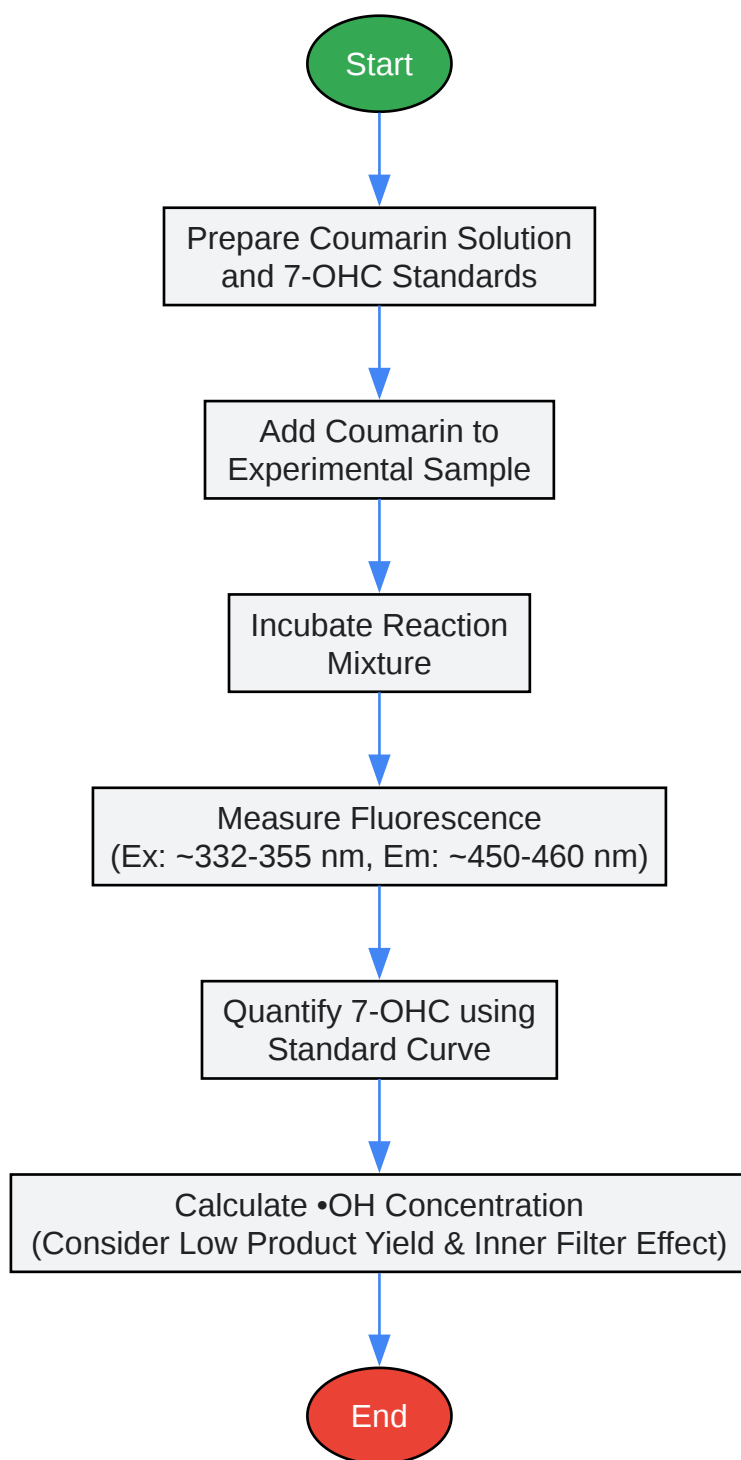 Start
Prepare Coumarin Solution
and 7-OHC Standards
Add Coumarin to
Experimental Sample
Incubate Reaction
Mixture
Measure Fluorescence
(Ex: ~332-355 nm, Em: ~450-460 nm)
Quantify 7-OHC using
Standard Curve
Calculate •OH Concentration
(Consider Low Product Yield & Inner Filter Effect)
End